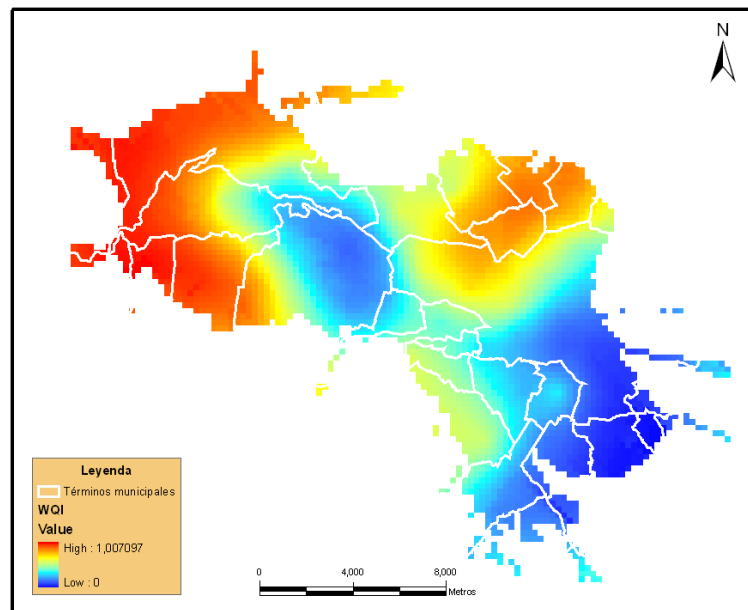 N
Leyenda
Términos municipales
WQI
Value
High : 1,007097
Low : 0
0 4,000 8,000
Metros